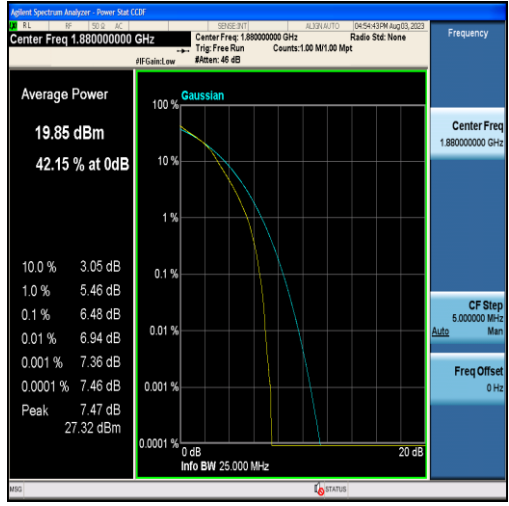 Agilent Spectrum Analyzer - Power Stat CCDF
RL RF 50 Ω AC SENSE:INT ALIGN AUTO 04:54:43 PM Aug 03, 2023
Center Freq 1.880000000 GHz
Center Freq: 1.880000000 GHz Radio Std: None
Trig: Free Run Counts:1.00 M/1.00 Mpt
#IFGain:Low #Atten: 46 dB
Frequency
Average Power
19.85 dBm
42.15 % at 0dB
10.0 % 3.05 dB
1.0 % 5.46 dB
0.1 % 6.48 dB
0.01 % 6.94 dB
0.001 % 7.36 dB
0.0001 % 7.46 dB
Peak 7.47 dB
27.32 dBm
Gaussian
100 %
10 %
1 %
0.1 %
0.01 %
0.001 %
0.0001 %
0 dB 20 dB
Info BW 25.000 MHz
Center Freq
1.880000000 GHz
CF Step
5.000000 MHz
Auto Man
Freq Offset
0 Hz
MSG STATUS